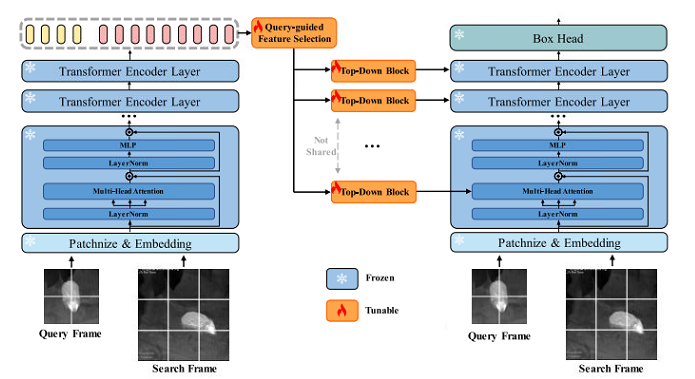 Query-guided
Feature Selection
Transformer Encoder Layer
Transformer Encoder Layer
MLP
LayerNorm
Multi-Head Attention
LayerNorm
Patchnize & Embedding
Query Frame
Search Frame
Top-Down Block
Top-Down Block
Not
Shared
Top-Down Block
Frozen
Tunable
Box Head
Transformer Encoder Layer
Transformer Encoder Layer
MLP
LayerNorm
Multi-Head Attention
LayerNorm
Patchnize & Embedding
Query Frame
Search Frame